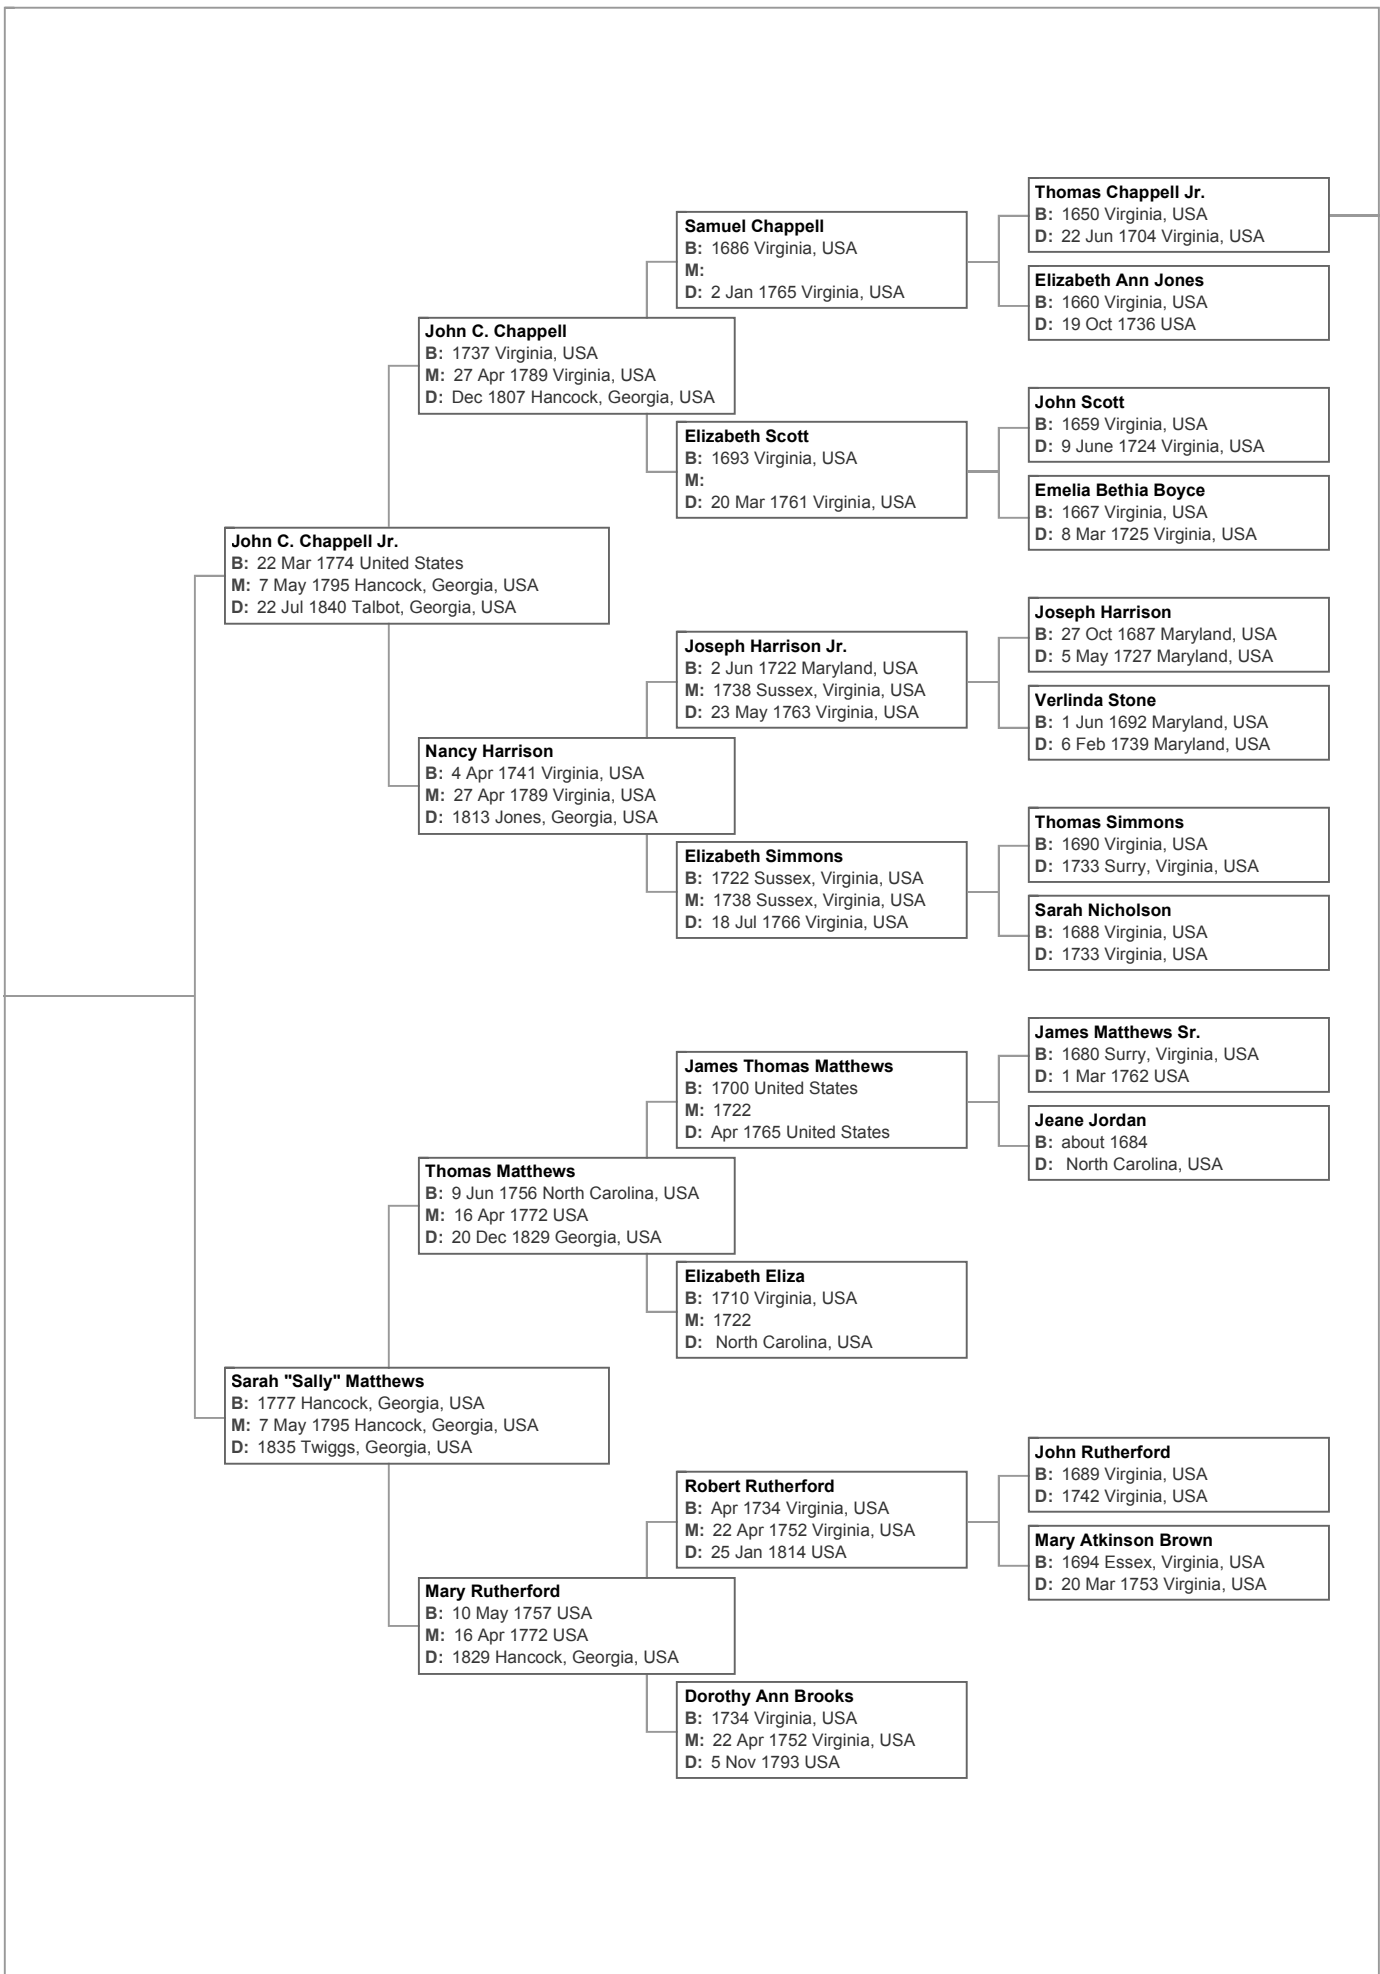 Thomas Chappell Jr.
B: 1650 Virginia, USA
D: 22 Jun 1704 Virginia, USA
Samuel Chappell
B: 1686 Virginia, USA
M:
D: 2 Jan 1765 Virginia, USA
Elizabeth Ann Jones
B: 1660 Virginia, USA
D: 19 Oct 1736 USA
John C. Chappell
B: 1737 Virginia, USA
M: 27 Apr 1789 Virginia, USA
D: Dec 1807 Hancock, Georgia, USA
John Scott
B: 1659 Virginia, USA
D: 9 June 1724 Virginia, USA
Elizabeth Scott
B: 1693 Virginia, USA
M:
D: 20 Mar 1761 Virginia, USA
Emelia Bethia Boyce
B: 1667 Virginia, USA
D: 8 Mar 1725 Virginia, USA
John C. Chappell Jr.
B: 22 Mar 1774 United States
M: 7 May 1795 Hancock, Georgia, USA
D: 22 Jul 1840 Talbot, Georgia, USA
Joseph Harrison
B: 27 Oct 1687 Maryland, USA
D: 5 May 1727 Maryland, USA
Joseph Harrison Jr.
B: 2 Jun 1722 Maryland, USA
M: 1738 Sussex, Virginia, USA
D: 23 May 1763 Virginia, USA
Verlinda Stone
B: 1 Jun 1692 Maryland, USA
D: 6 Feb 1739 Maryland, USA
Nancy Harrison
B: 4 Apr 1741 Virginia, USA
M: 27 Apr 1789 Virginia, USA
D: 1813 Jones, Georgia, USA
Thomas Simmons
B: 1690 Virginia, USA
D: 1733 Surry, Virginia, USA
Elizabeth Simmons
B: 1722 Sussex, Virginia, USA
M: 1738 Sussex, Virginia, USA
D: 18 Jul 1766 Virginia, USA
Sarah Nicholson
B: 1688 Virginia, USA
D: 1733 Virginia, USA
James Matthews Sr.
B: 1680 Surry, Virginia, USA
D: 1 Mar 1762 USA
James Thomas Matthews
B: 1700 United States
M: 1722
D: Apr 1765 United States
Jeane Jordan
B: about 1684
D: North Carolina, USA
Thomas Matthews
B: 9 Jun 1756 North Carolina, USA
M: 16 Apr 1772 USA
D: 20 Dec 1829 Georgia, USA
Elizabeth Eliza
B: 1710 Virginia, USA
M: 1722
D: North Carolina, USA
Sarah "Sally" Matthews
B: 1777 Hancock, Georgia, USA
M: 7 May 1795 Hancock, Georgia, USA
D: 1835 Twiggs, Georgia, USA
John Rutherford
B: 1689 Virginia, USA
D: 1742 Virginia, USA
Robert Rutherford
B: Apr 1734 Virginia, USA
M: 22 Apr 1752 Virginia, USA
D: 25 Jan 1814 USA
Mary Atkinson Brown
B: 1694 Essex, Virginia, USA
D: 20 Mar 1753 Virginia, USA
Mary Rutherford
B: 10 May 1757 USA
M: 16 Apr 1772 USA
D: 1829 Hancock, Georgia, USA
Dorothy Ann Brooks
B: 1734 Virginia, USA
M: 22 Apr 1752 Virginia, USA
D: 5 Nov 1793 USA